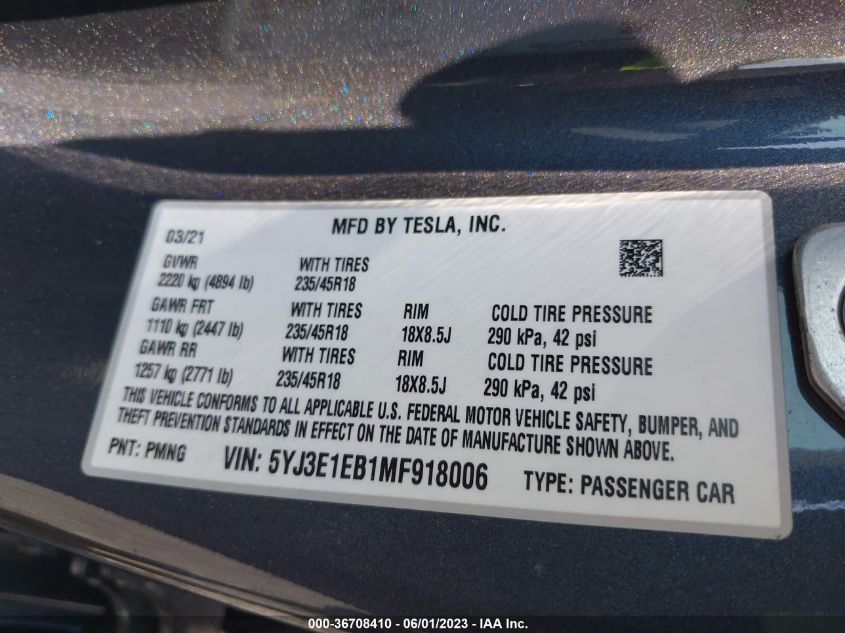 MFD BY TESLA, INC.
03/21
GVWR WITH TIRES
2220 kg (4894 lb) 235/45R18
GAWR FRT WITH TIRES RIM COLD TIRE PRESSURE
1110 kg (2447 lb) 235/45R18 18X8.5J 290 kPa, 42 psi
GAWR RR WITH TIRES RIM COLD TIRE PRESSURE
1257 kg (2771 lb) 235/45R18 18X8.5J 290 kPa, 42 psi
THIS VEHICLE CONFORMS TO ALL APPLICABLE U.S. FEDERAL MOTOR VEHICLE SAFETY, BUMPER, AND
THEFT PREVENTION STANDARDS IN EFFECT ON THE DATE OF MANUFACTURE SHOWN ABOVE.
PNT: PMNG VIN: 5YJ3E1EB1MF918006 TYPE: PASSENGER CAR
000-36708410 - 06/01/2023 - IAA Inc.